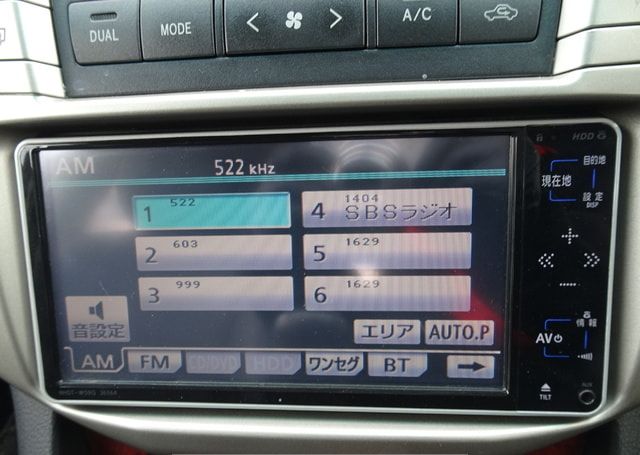 DUAL
MODE
A/C
HDD
AM
522 kHz
1 522
4 1404 SBSラジオ
2 603
5 1629
3 999
6 1629
音設定
エリア
AUTO.P
AM
FM
CD/DVD
HDD
ワンセグ
BT
目的地
現在地
設定
DISP
情報
AV
TILT
AUX